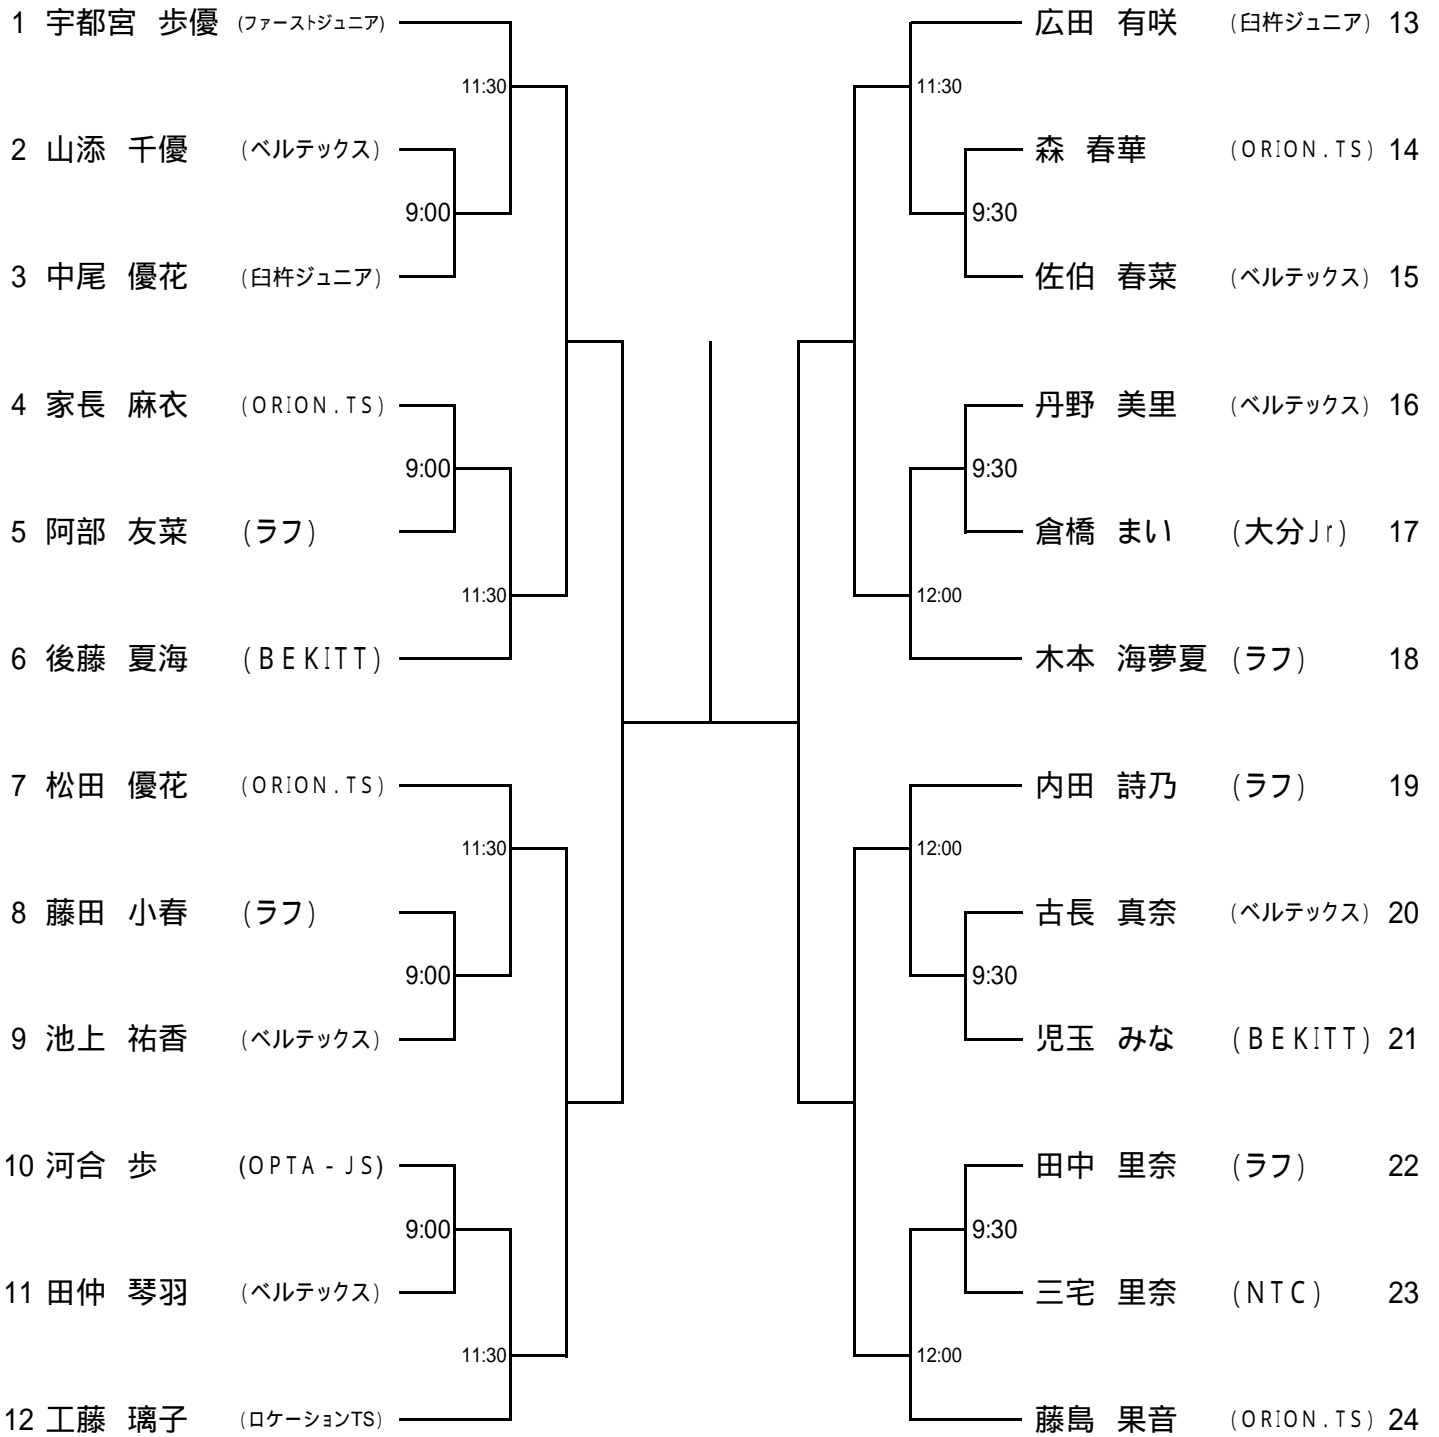 1 宇都宮 歩優 (ファーストジュニア)
11:30
2 山添 千優 (ベルテックス)
9:00
3 中尾 優花 (臼杵ジュニア)
4 家長 麻衣 (ORION.TS)
9:00
5 阿部 友菜 (ラフ)
11:30
6 後藤 夏海 (BEKITT)
7 松田 優花 (ORION.TS)
11:30
8 藤田 小春 (ラフ)
9:00
9 池上 祐香 (ベルテックス)
10 河合 歩 (OPTA-JS)
9:00
11 田仲 琴羽 (ベルテックス)
11:30
12 工藤 璃子 (ロケーションTS)
広田 有咲 (臼杵ジュニア) 13
11:30
森 春華 (ORION.TS) 14
9:30
佐伯 春菜 (ベルテックス) 15
丹野 美里 (ベルテックス) 16
9:30
倉橋 まい (大分Jr) 17
12:00
木本 海夢夏 (ラフ) 18
内田 詩乃 (ラフ) 19
12:00
古長 真奈 (ベルテックス) 20
9:30
児玉 みな (BEKITT) 21
田中 里奈 (ラフ) 22
9:30
三宅 里奈 (NTC) 23
12:00
藤島 果音 (ORION.TS) 24